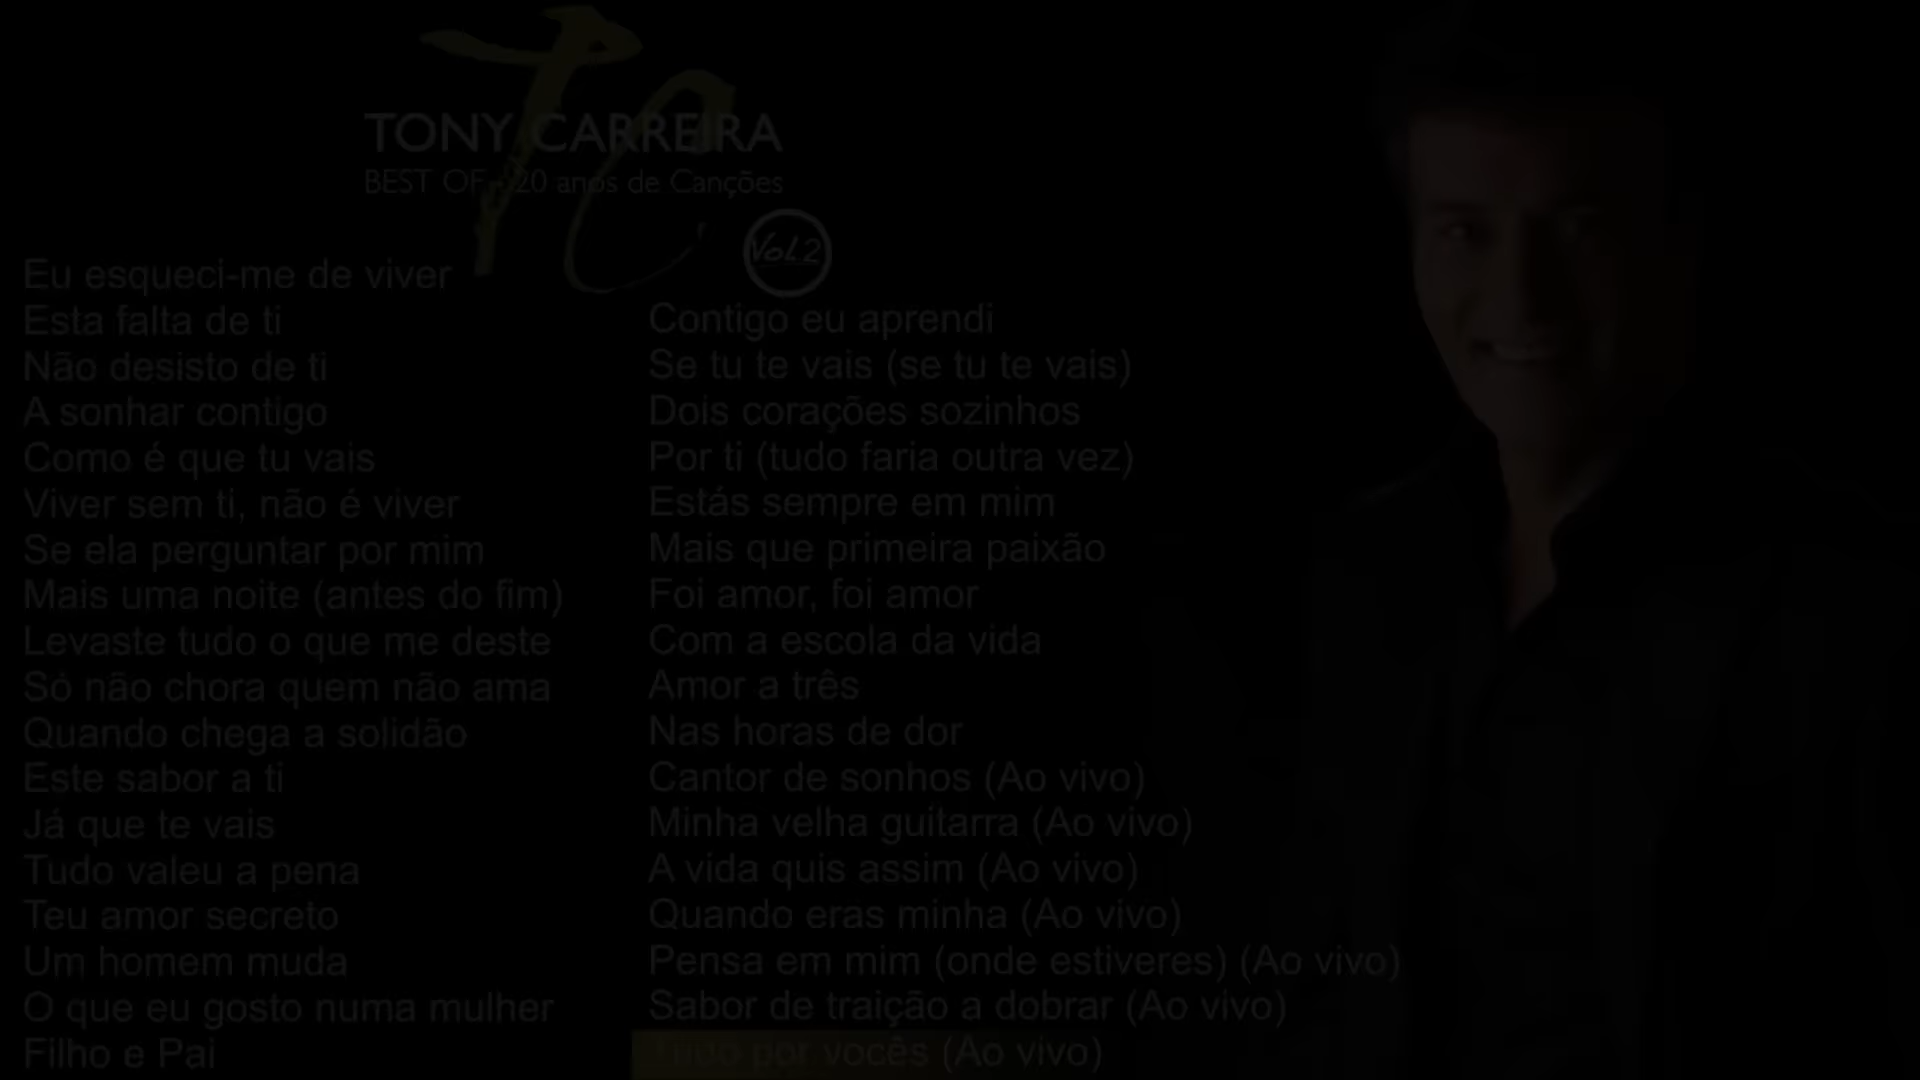 TC
TONY CARREIRA
BEST OF - 20 anos de Canções
Vol.2
Eu esqueci-me de viver
Esta falta de ti
Não desisto de ti
A sonhar contigo
Como é que tu vais
Viver sem ti, não é viver
Se ela perguntar por mim
Mais uma noite (antes do fim)
Levaste tudo o que me deste
Só não chora quem não ama
Quando chega a solidão
Este sabor a ti
Já que te vais
Tudo valeu a pena
Teu amor secreto
Um homem muda
O que eu gosto numa mulher
Filho e Pai
Contigo eu aprendi
Se tu te vais (se tu te vais)
Dois corações sozinhos
Por ti (tudo faria outra vez)
Estás sempre em mim
Mais que primeira paixão
Foi amor, foi amor
Com a escola da vida
Amor a três
Nas horas de dor
Cantor de sonhos (Ao vivo)
Minha velha guitarra (Ao vivo)
A vida quis assim (Ao vivo)
Quando eras minha (Ao vivo)
Pensa em mim (onde estiveres) (Ao vivo)
Sabor de traição a dobrar (Ao vivo)
Tudo por vocês (Ao vivo)